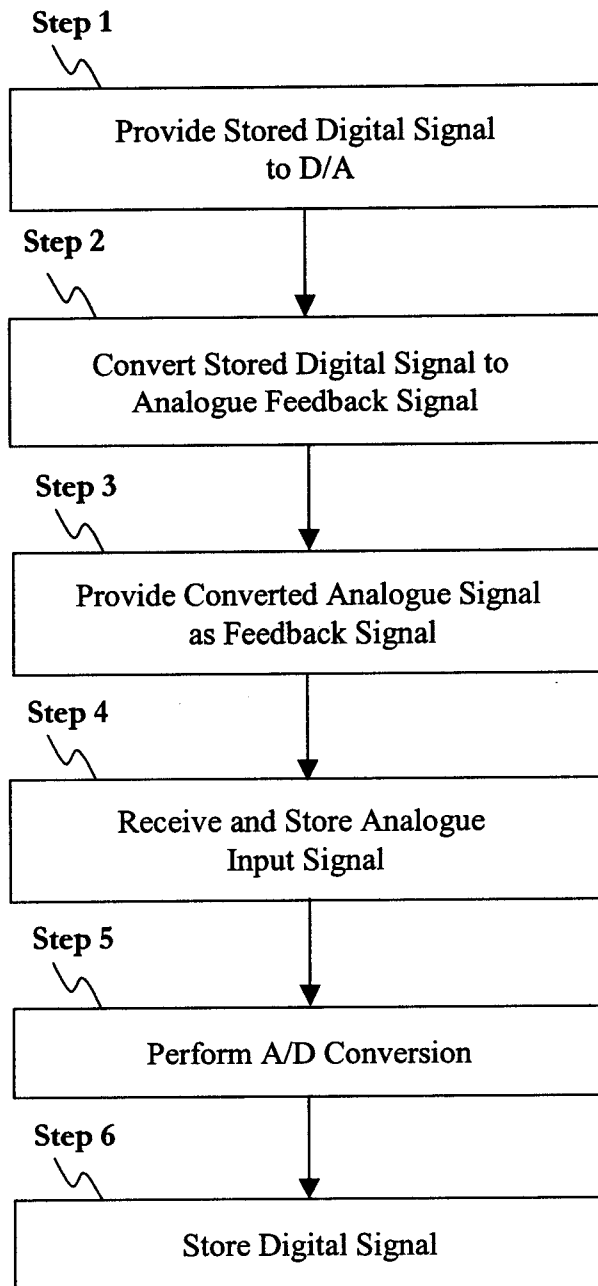 Step 1
Provide Stored Digital Signal
to D/A
Step 2
Convert Stored Digital Signal to
Analogue Feedback Signal
Step 3
Provide Converted Analogue Signal
as Feedback Signal
Step 4
Receive and Store Analogue
Input Signal
Step 5
Perform A/D Conversion
Step 6
Store Digital Signal